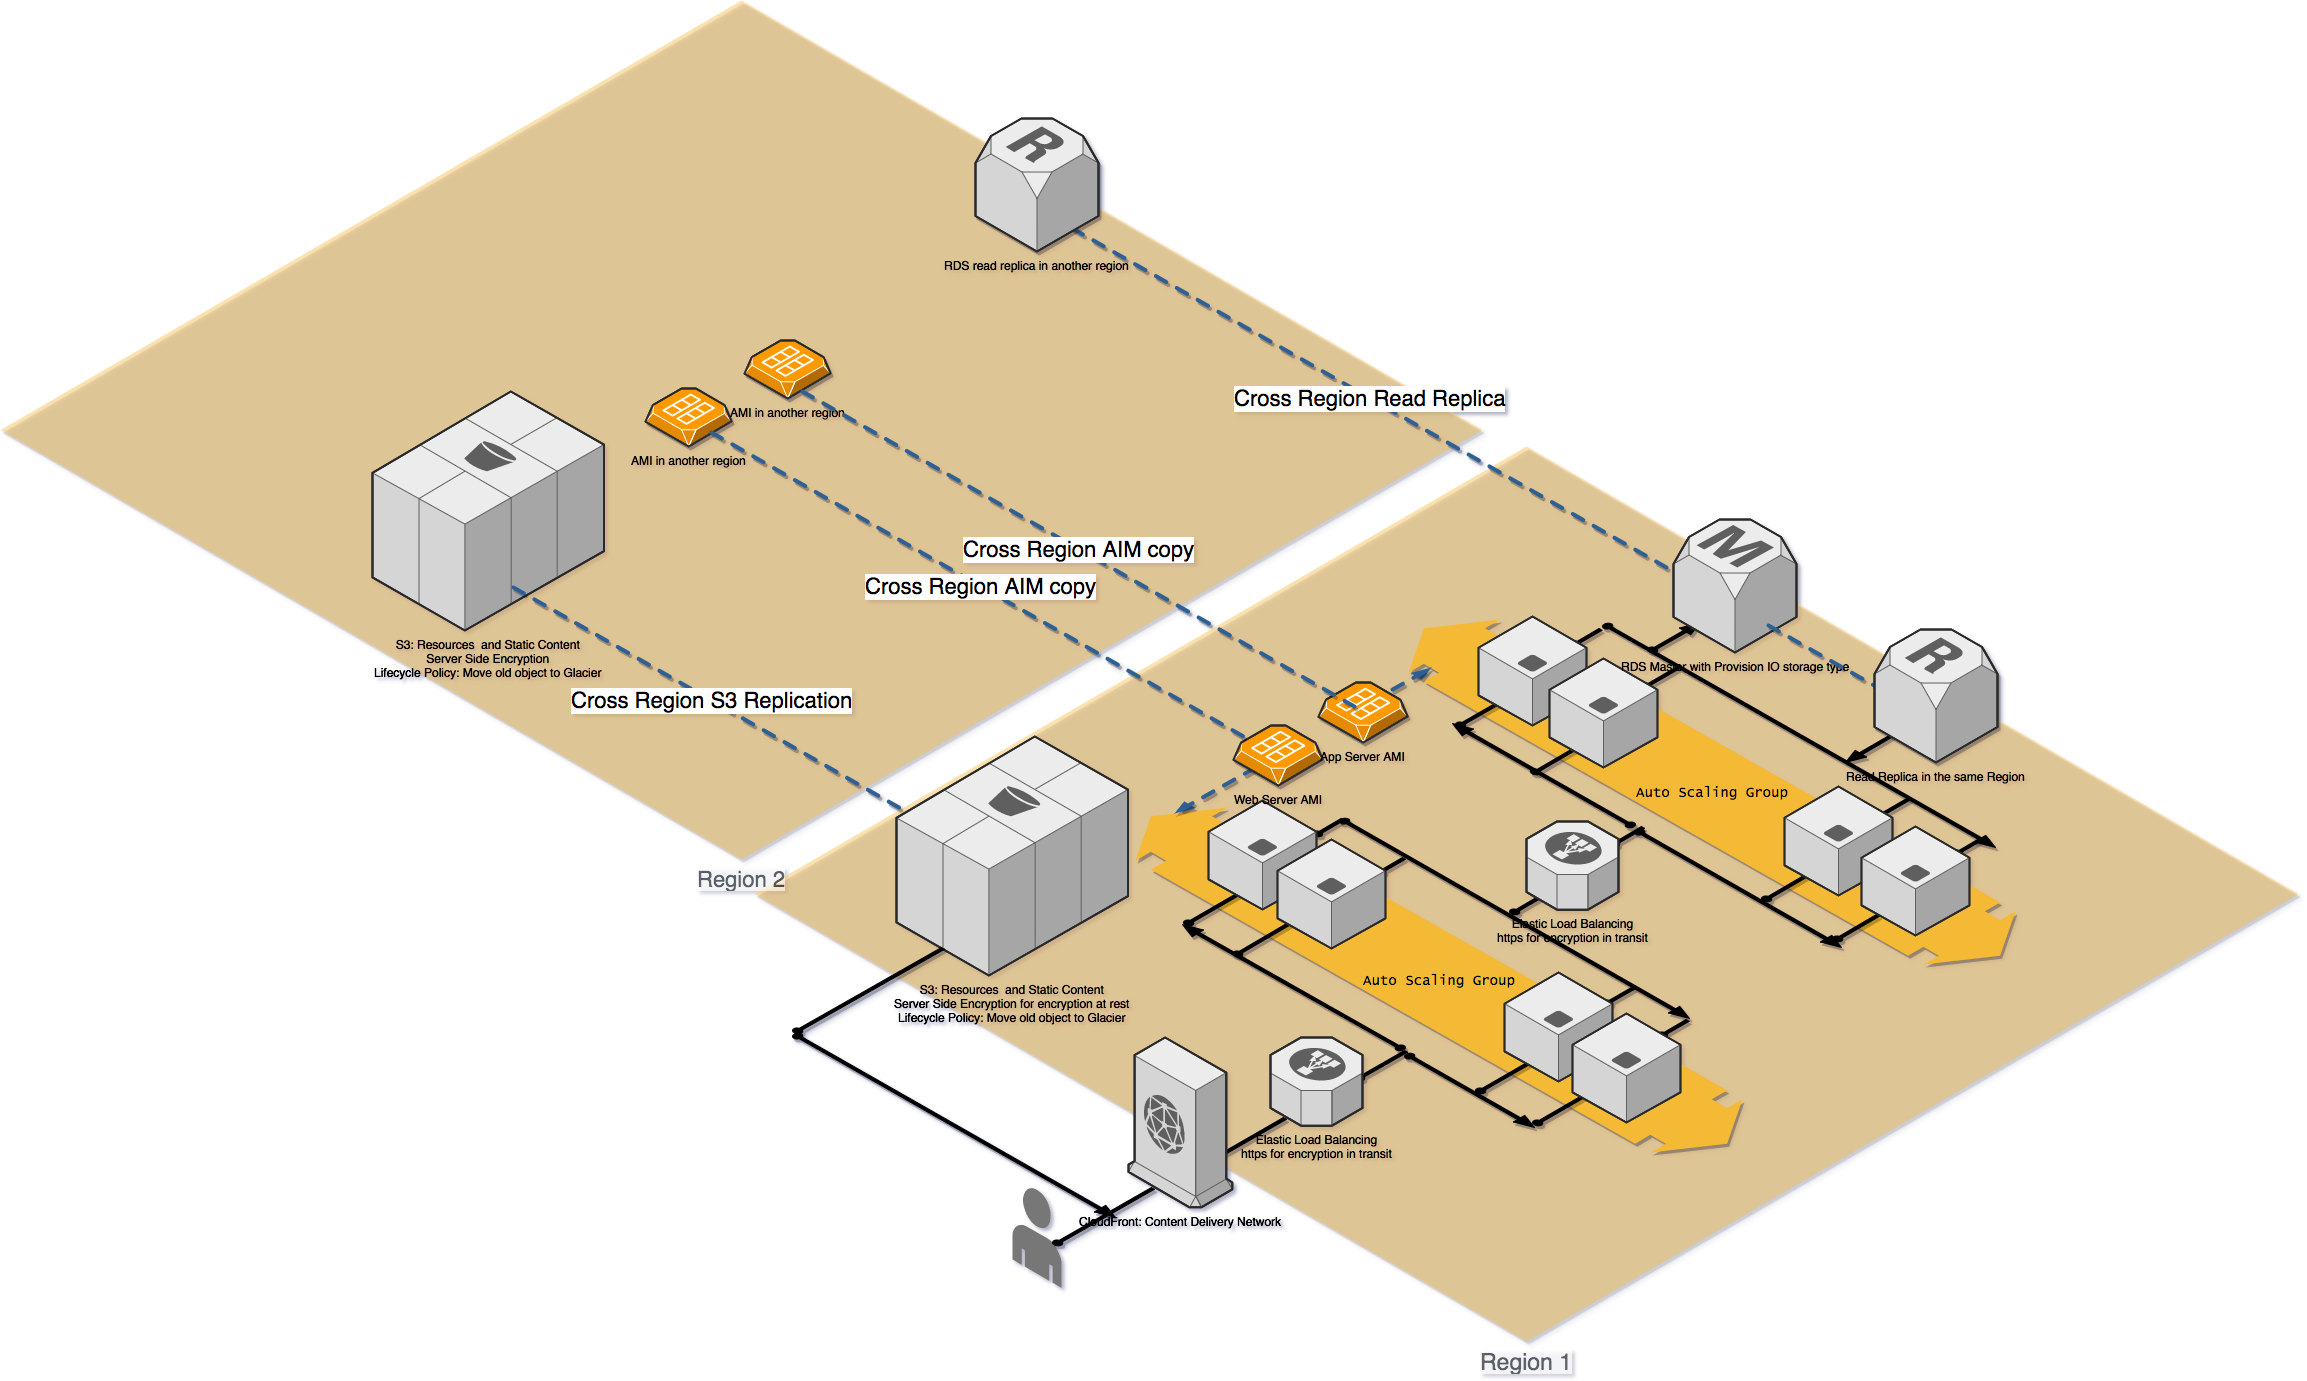 R
RDS read replica in another region
AMI in another region
AMI in another region
Cross Region Read Replica
Cross Region AIM copy
Cross Region AIM copy
S3: Resources  and Static Content
Server Side Encryption
Lifecycle Policy: Move old object to Glacier
Cross Region S3 Replication
M
RDS Master with Provision IO storage type
R
Read Replica in the same Region
App Server AMI
Web Server AMI
Auto Scaling Group
Region 2
Elastic Load Balancing
https for encryption in transit
Auto Scaling Group
S3: Resources  and Static Content
Server Side Encryption for encryption at rest
Lifecycle Policy: Move old object to Glacier
Elastic Load Balancing
https for encryption in transit
CloudFront: Content Delivery Network
Region 1